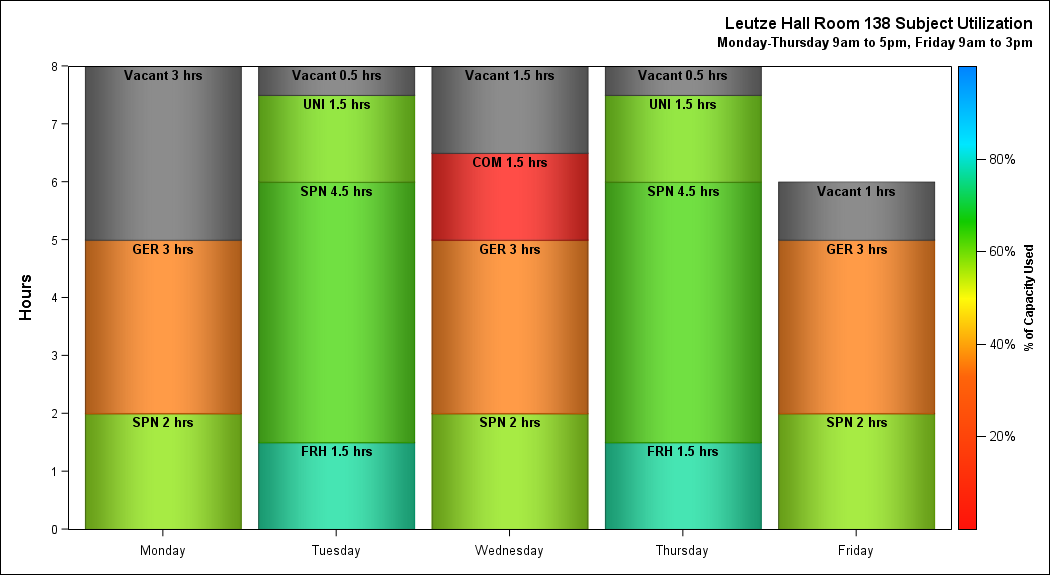 Leutze Hall Room 138 Subject Utilization
Monday-Thursday 9am to 5pm, Friday 9am to 3pm
Hours
8
7
6
5
4
3
2
1
0
Vacant 3 hrs
GER 3 hrs
SPN 2 hrs
Vacant 0.5 hrs
UNI 1.5 hrs
SPN 4.5 hrs
FRH 1.5 hrs
Vacant 1.5 hrs
COM 1.5 hrs
GER 3 hrs
SPN 2 hrs
Vacant 0.5 hrs
UNI 1.5 hrs
SPN 4.5 hrs
FRH 1.5 hrs
Vacant 1 hrs
GER 3 hrs
SPN 2 hrs
Monday
Tuesday
Wednesday
Thursday
Friday
80%
60%
40%
20%
% of Capacity Used